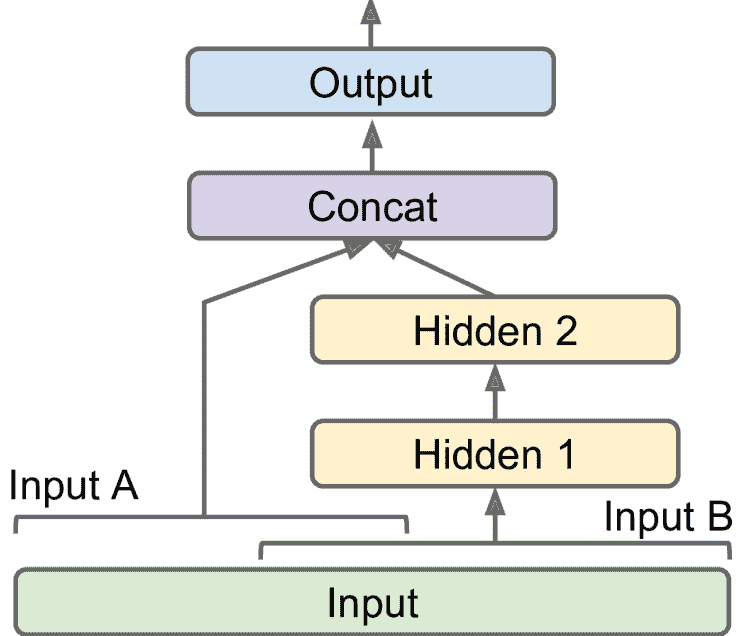 Output
Concat
Hidden 2
Hidden 1
Input A
Input B
Input